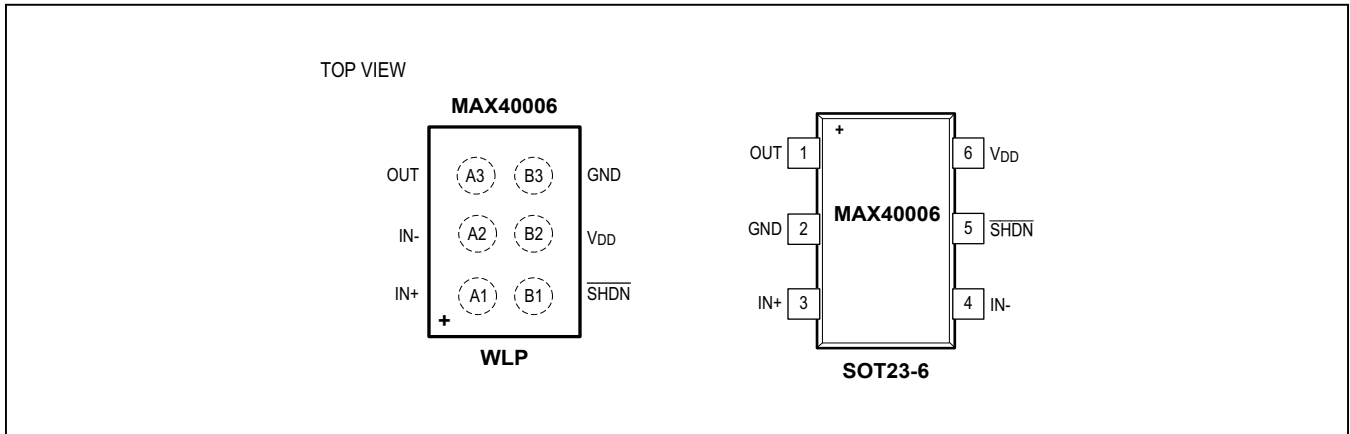 TOP VIEW
MAX40006
OUT A3 B3 GND
IN- A2 B2 VDD
IN+ A1 B1 SHDN
+
WLP
+
OUT 1 6 VDD
MAX40006
GND 2 5 SHDN
IN+ 3 4 IN-
SOT23-6